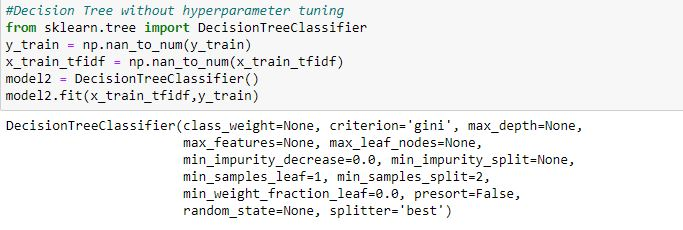 #Decision Tree without hyperparameter tuning
from sklearn.tree import DecisionTreeClassifier
y_train = np.nan_to_num(y_train)
x_train_tfidf = np.nan_to_num(x_train_tfidf)
model2 = DecisionTreeClassifier()
model2.fit(x_train_tfidf,y_train)
DecisionTreeClassifier(class_weight=None, criterion='gini', max_depth=None,
max_features=None, max_leaf_nodes=None,
min_impurity_decrease=0.0, min_impurity_split=None,
min_samples_leaf=1, min_samples_split=2,
min_weight_fraction_leaf=0.0, presort=False,
random_state=None, splitter='best')